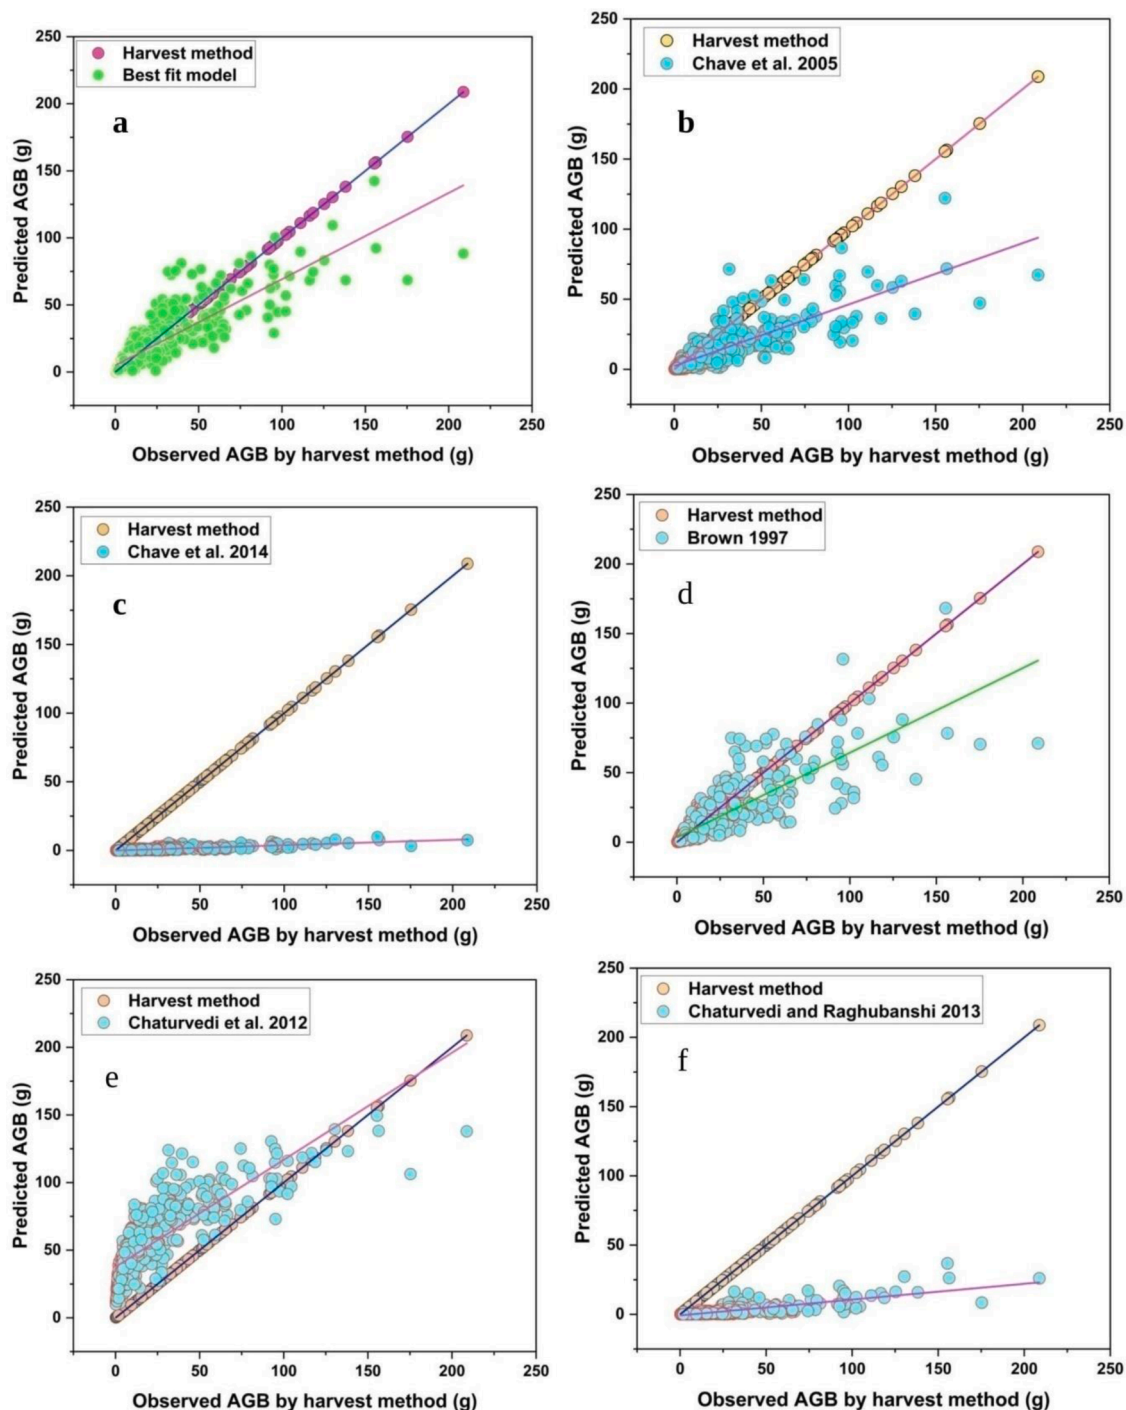 Harvest method
Best fit model
a
250
200
150
100
50
0
Predicted AGB (g)
0 50 100 150 200 250
Observed AGB by harvest method (g)
Harvest method
Chave et al. 2005
b
250
200
150
100
50
0
Predicted AGB (g)
0 50 100 150 200 250
Observed AGB by harvest method (g)
Harvest method
Chave et al. 2014
c
250
200
150
100
50
0
Predicted AGB (g)
0 50 100 150 200 250
Observed AGB by harvest method (g)
Harvest method
Brown 1997
d
250
200
150
100
50
0
Predicted AGB (g)
0 50 100 150 200 250
Observed AGB by harvest method (g)
Harvest method
Chaturvedi et al. 2012
e
250
200
150
100
50
0
Predicted AGB (g)
0 50 100 150 200 250
Observed AGB by harvest method (g)
Harvest method
Chaturvedi and Raghubanshi 2013
f
250
200
150
100
50
0
Predicted AGB (g)
0 50 100 150 200 250
Observed AGB by harvest method (g)